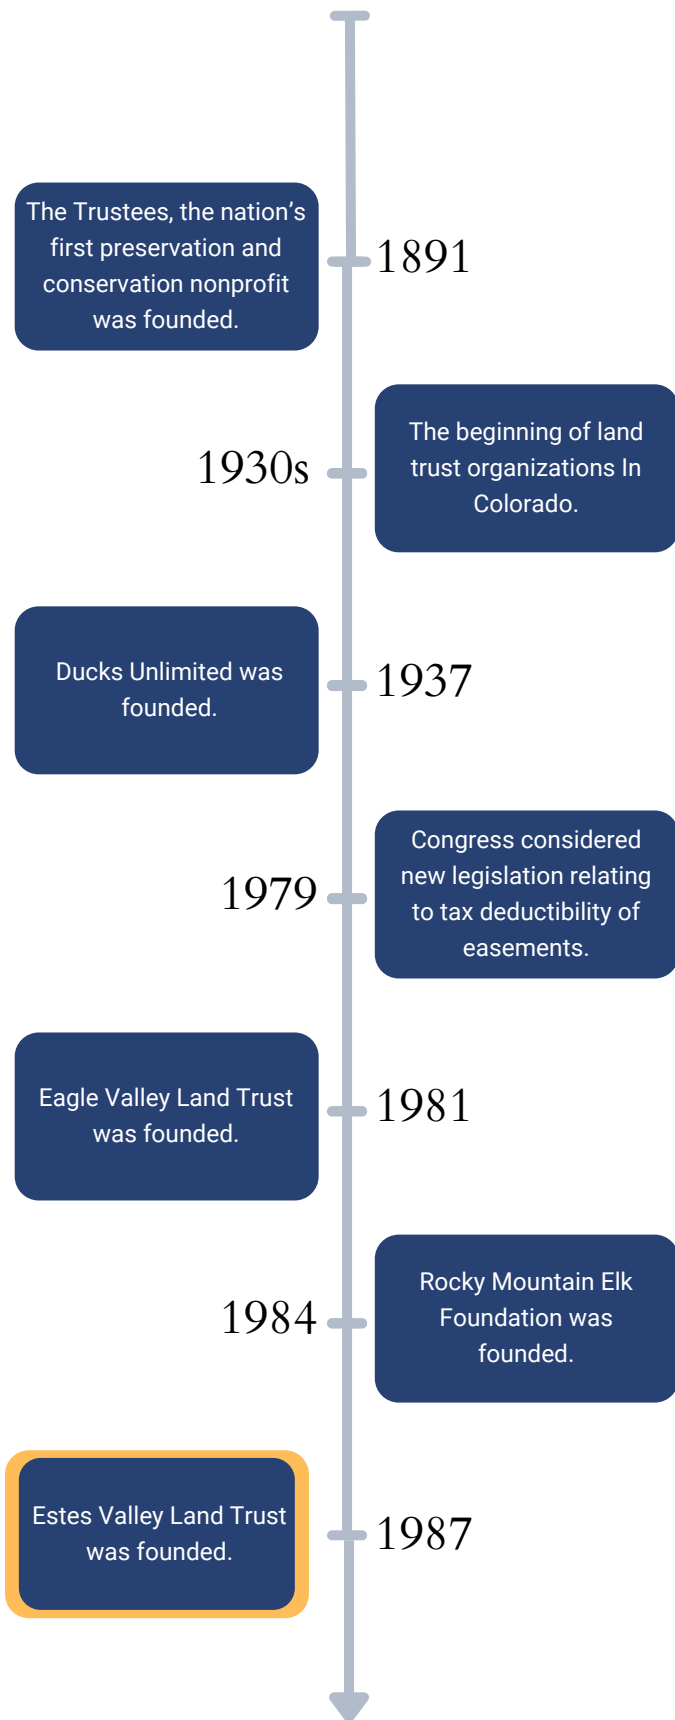 The Trustees, the nation's
first preservation and
conservation nonprofit
was founded.
1891
1930s
The beginning of land
trust organizations In
Colorado.
Ducks Unlimited was
founded.
1937
1979
Congress considered
new legislation relating
to tax deductibility of
easements.
Eagle Valley Land Trust
was founded.
1981
1984
Rocky Mountain Elk
Foundation was
founded.
Estes Valley Land Trust
was founded.
1987